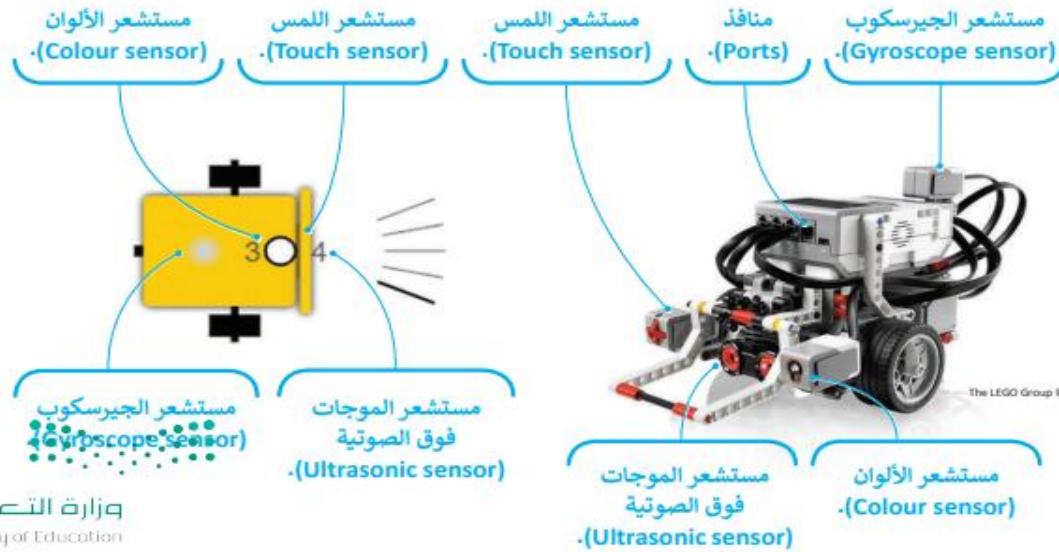 مستشعر الجيرسكوب
(Gyroscope sensor).
منافذ
(Ports).
مستشعر اللمس
(Touch sensor).
مستشعر اللمس
(Touch sensor).
مستشعر الألوان
(Colour sensor).
3
4
The LEGO Group
مستشعر الألوان
(Colour sensor).
مستشعر الموجات
فوق الصوتية
(Ultrasonic sensor).
مستشعر الموجات
فوق الصوتية
(Ultrasonic sensor).
مستشعر الجيرسكوب
(Gyroscope sensor)
وزارة
of Education